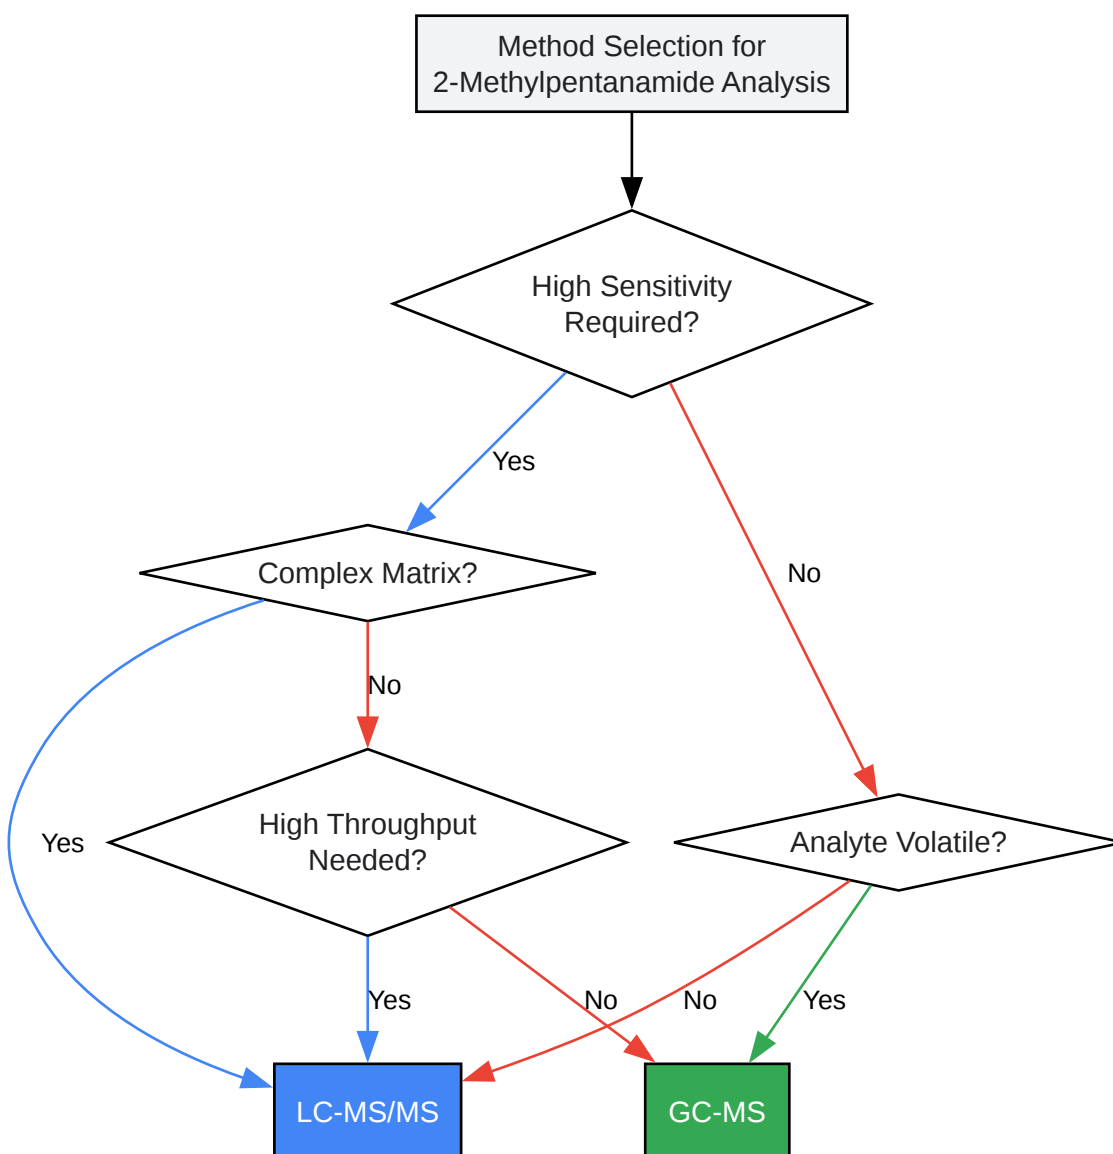 Method Selection for
2-Methylpentanamide Analysis
High Sensitivity
Required?
Yes
Complex Matrix?
No
No
High Throughput
Needed?
Yes
Analyte Volatile?
Yes
No
No
Yes
LC-MS/MS
GC-MS